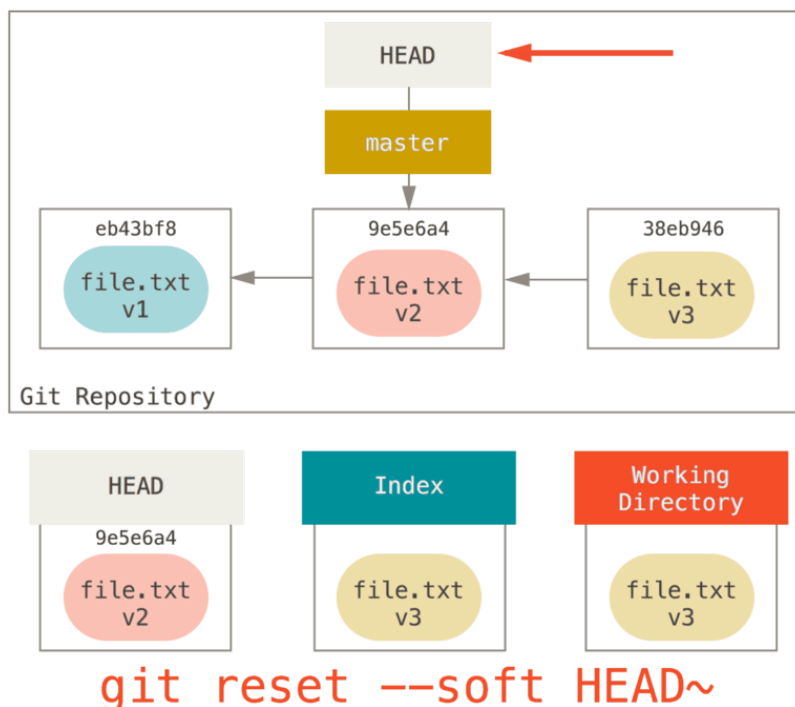 HEAD
master
eb43bf8
9e5e6a4
38eb946
file.txt
v1
file.txt
v2
file.txt
v3
Git Repository
HEAD
Index
Working
Directory
9e5e6a4
file.txt
v2
file.txt
v3
file.txt
v3
git reset --soft HEAD~